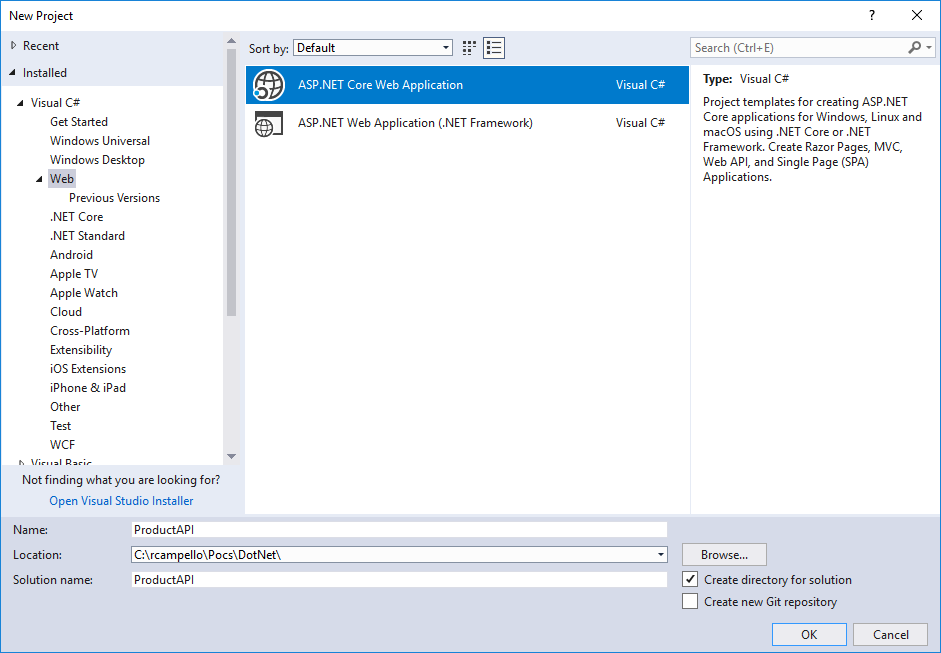 New Project
?
Recent
Installed
Visual C#
Get Started
Windows Universal
Windows Desktop
Web
Previous Versions
.NET Core
.NET Standard
Android
Apple TV
Apple Watch
Cloud
Cross-Platform
Extensibility
iOS Extensions
iPhone & iPad
Other
Test
WCF
Visual Basic
Not finding what you are looking for?
Open Visual Studio Installer
Sort by: Default
ASP.NET Core Web Application Visual C#
ASP.NET Web Application (.NET Framework) Visual C#
Search (Ctrl+E)
Type: Visual C#
Project templates for creating ASP.NET
Core applications for Windows, Linux and
macOS using .NET Core or .NET
Framework. Create Razor Pages, MVC,
Web API, and Single Page (SPA)
Applications.
Name: ProductAPI
Location: C:\rcampello\Pocs\DotNet\
Browse...
Solution name: ProductAPI
Create directory for solution
Create new Git repository
OK
Cancel